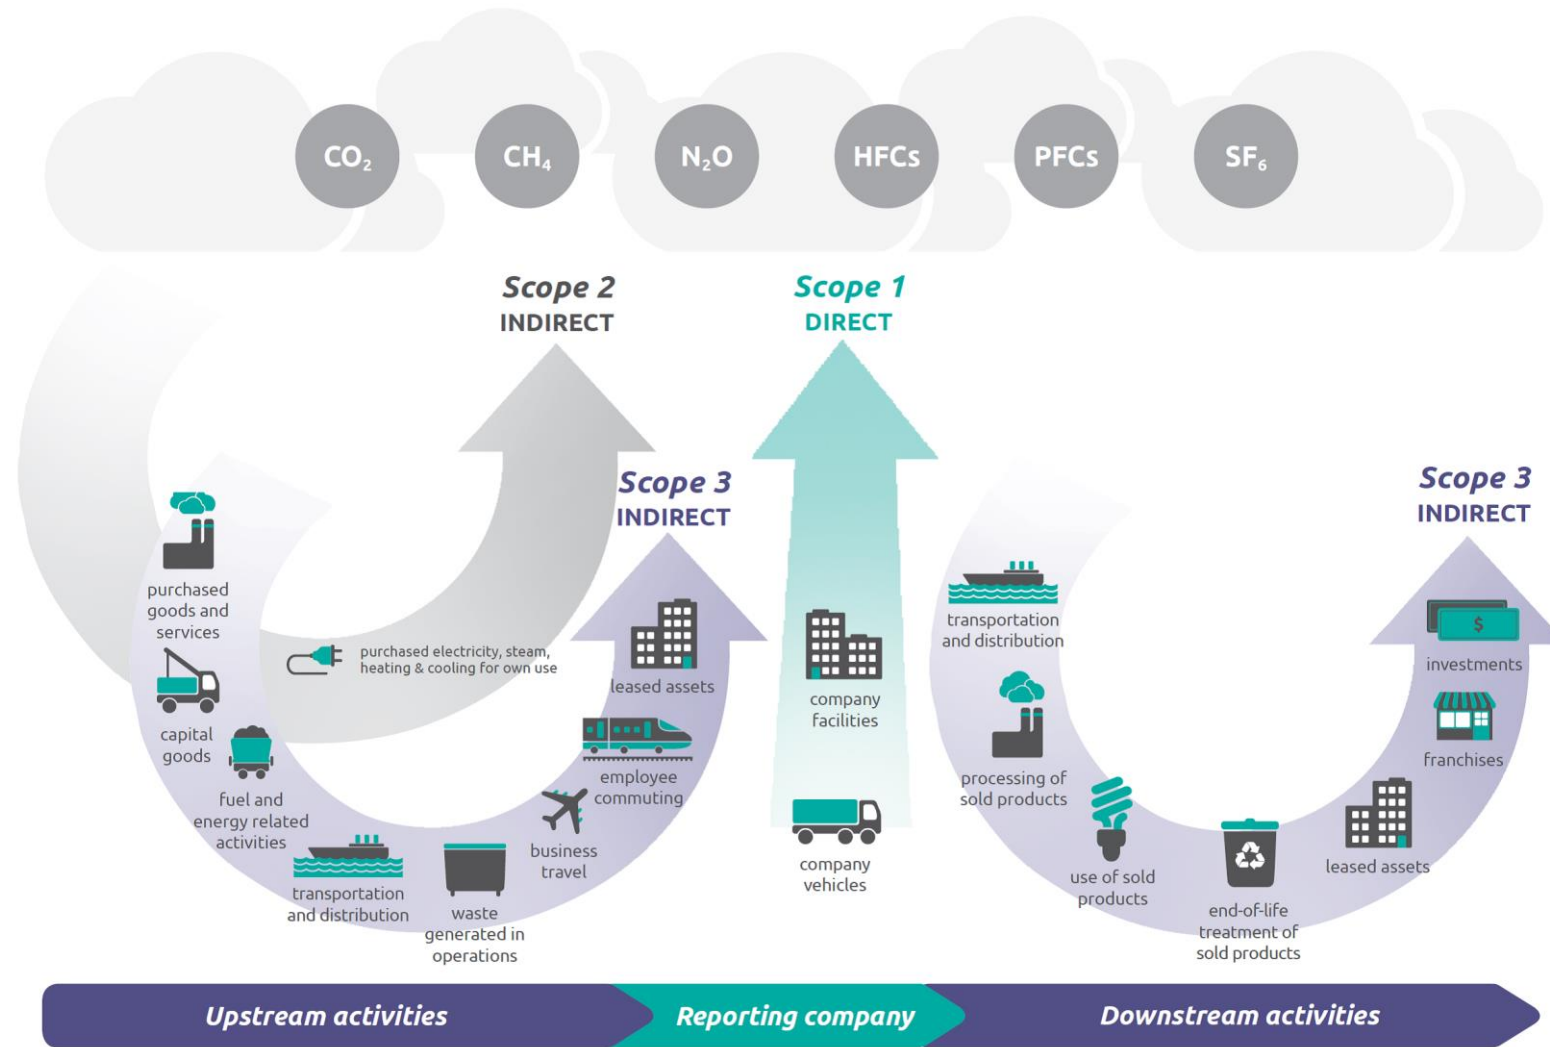 CO₂
CH₄
N₂O
HFCs
PFCs
SF₆
Scope 2
INDIRECT
Scope 1
DIRECT
Scope 3
INDIRECT
Scope 3
INDIRECT
purchased
goods and
services
capital
goods
fuel and
energy related
activities
transportation
and distribution
waste
generated in
operations
business
travel
employee
commuting
leased assets
purchased electricity, steam,
heating & cooling for own use
company
facilities
company
vehicles
transportation
and distribution
processing of
sold products
use of sold
products
end-of-life
treatment of
sold products
leased assets
franchises
$
investments
Upstream activities
Reporting company
Downstream activities